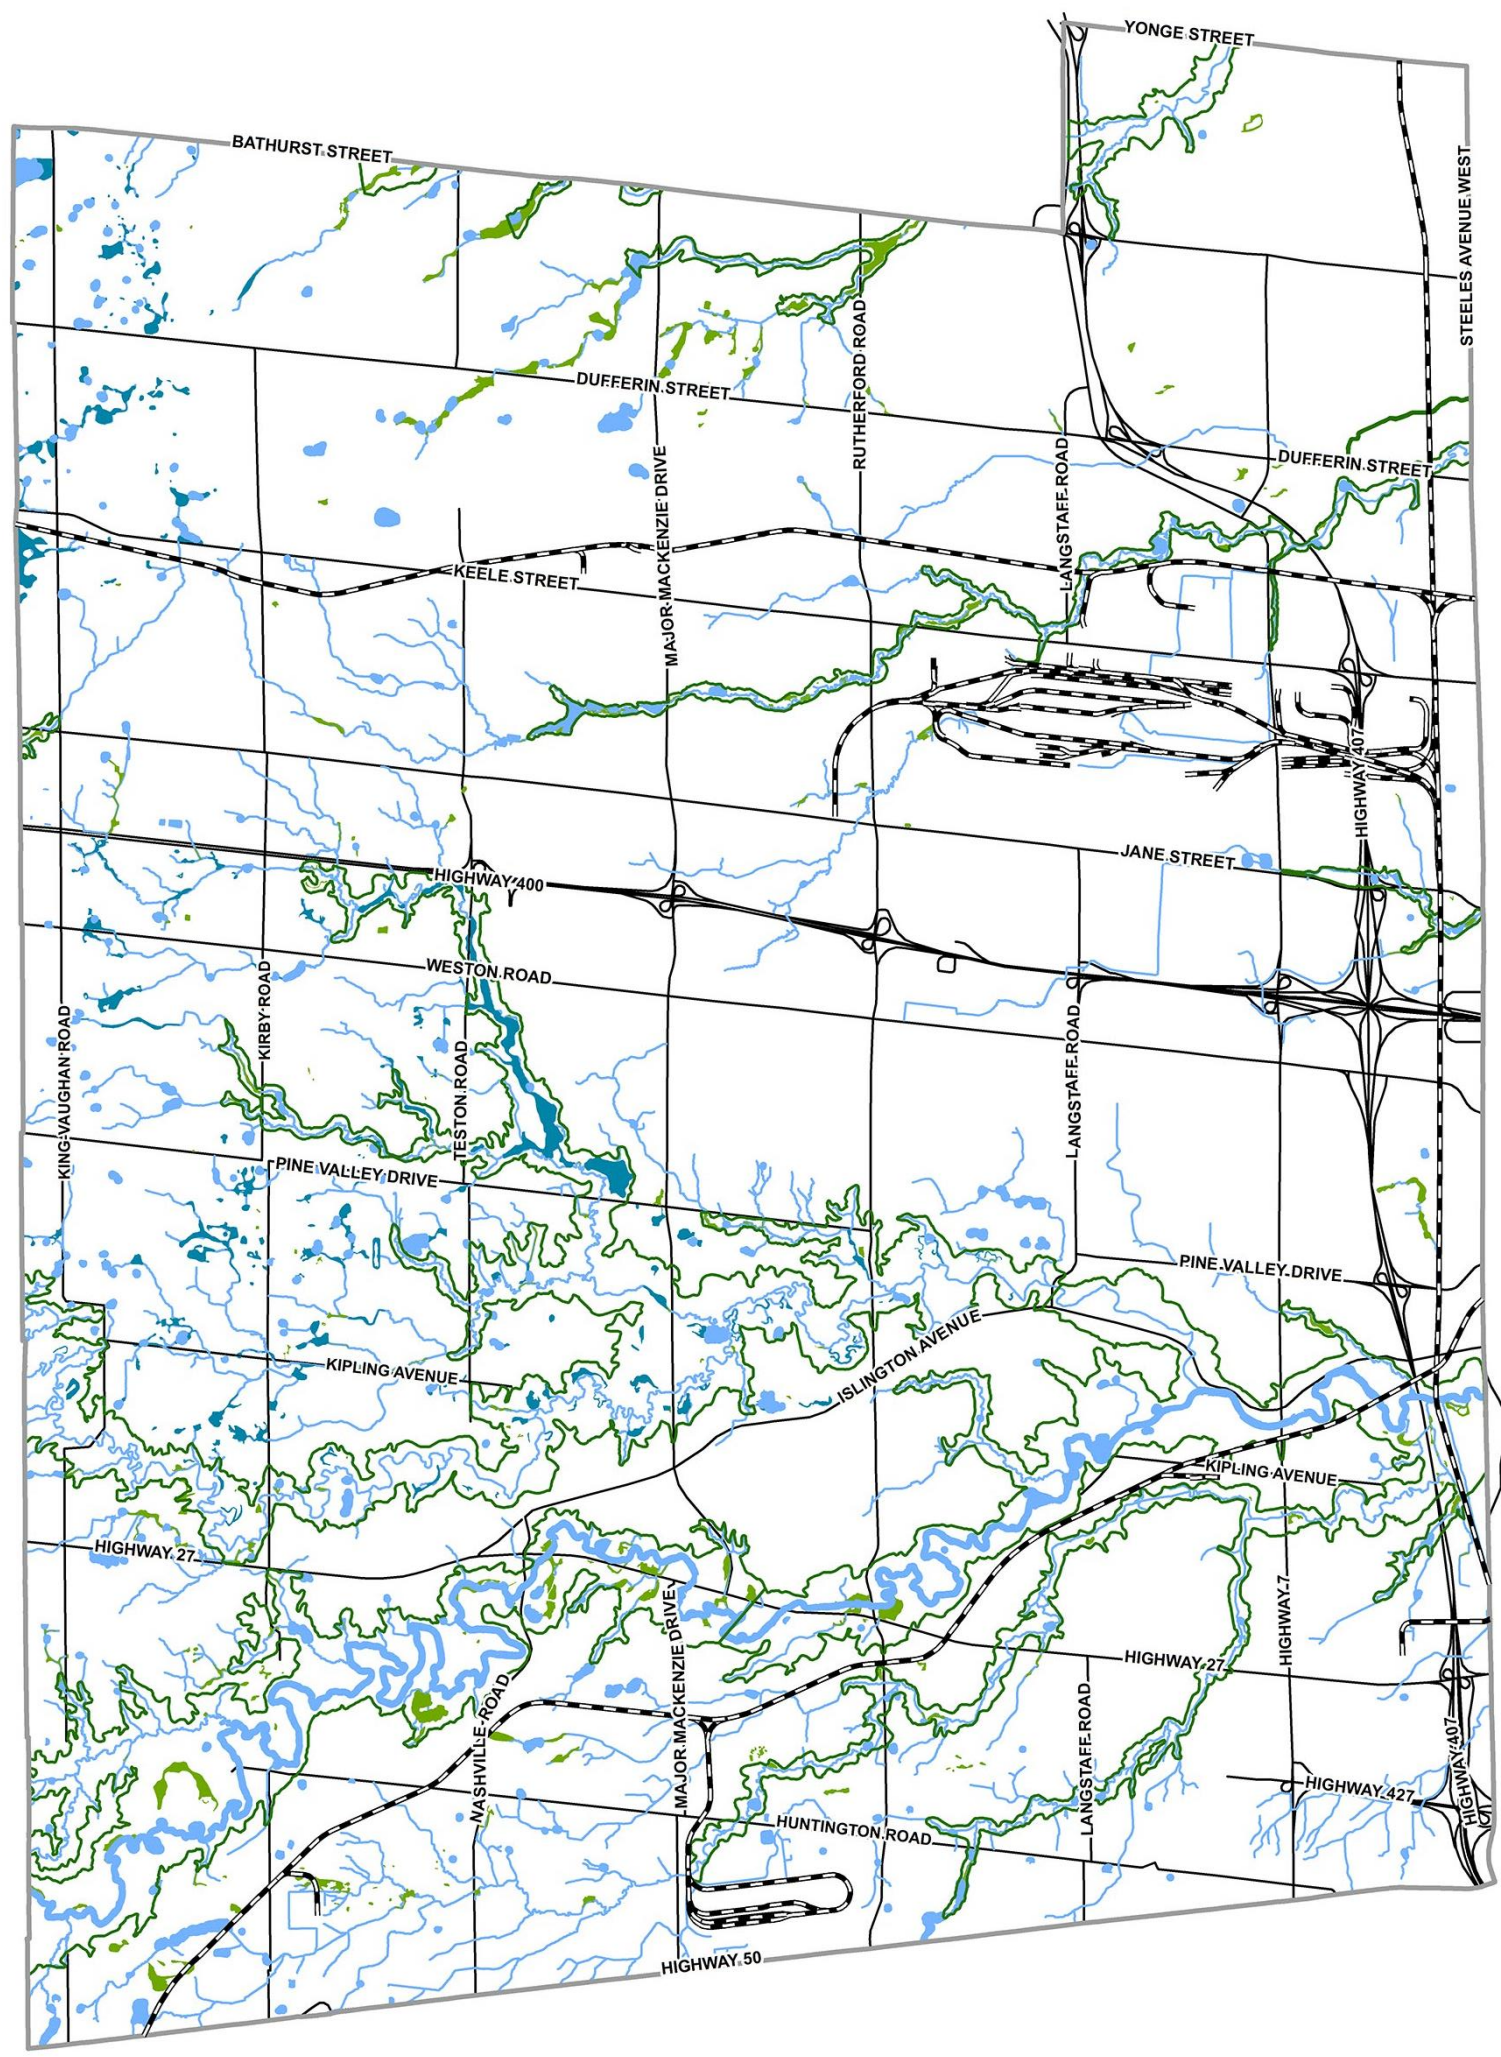 YONGE STREET
BATHURST STREET
STEELES AVENUE WEST
RUTHERFORD ROAD
DUFFERIN STREET
DUFFERIN STREET
LANGSTAFF ROAD
MAJOR MACKENZIE DRIVE
KEELE STREET
HIGHWAY 407
JANE STREET
HIGHWAY 400
WESTON ROAD
KIRBY ROAD
KING-VAUGHAN ROAD
TESTON ROAD
LANGSTAFF ROAD
PINE VALLEY DRIVE
PINE VALLEY DRIVE
ISLINGTON AVENUE
KIPLING AVENUE
KIPLING AVENUE
HIGHWAY 27
HIGHWAY 7
MAJOR MACKENZIE DRIVE
HIGHWAY 27
NASHVILLE ROAD
LANGSTAFF ROAD
HIGHWAY 407
HIGHWAY 427
HUNTINGTON ROAD
HIGHWAY 50